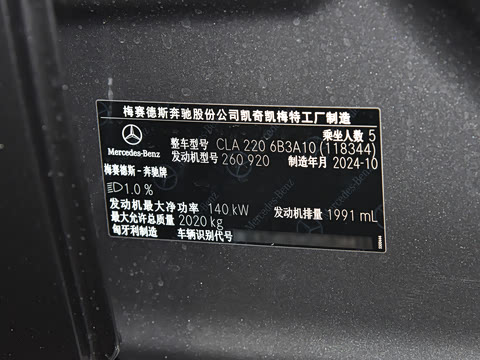 梅赛德斯奔驰股份公司凯奇凯梅特工厂制造
乘坐人数 5
整车型号 CLA 220 6B3A10 (118344)
Mercedes-Benz
发动机型号 260 920 制造年月 2024-10
梅赛德斯-奔驰牌
1.0 %
发动机最大净功率 140 kW 发动机排量 1991 mL
最大允许总质量 2020 kg
匈牙利制造 车辆识别代号